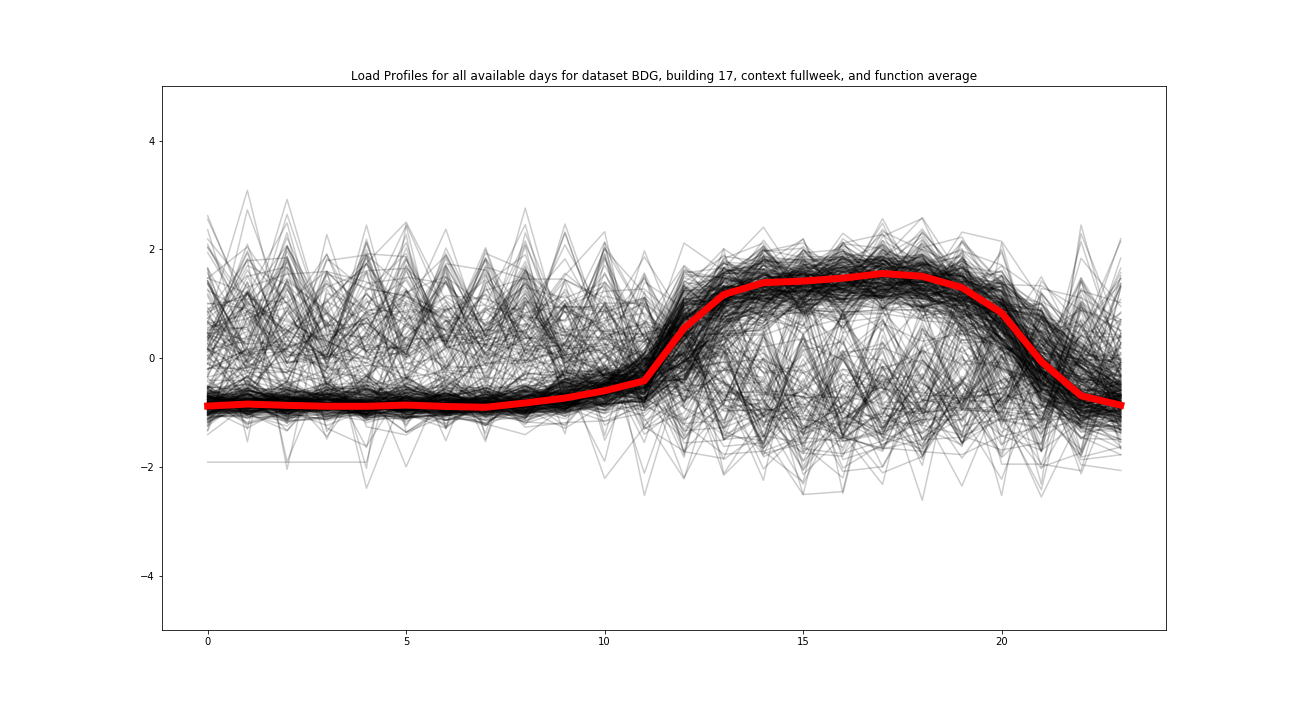 Load Profiles for all available days for dataset BDG, building 17, context fullweek, and function average
4
2
0
−2
−4
0 5 10 15 20